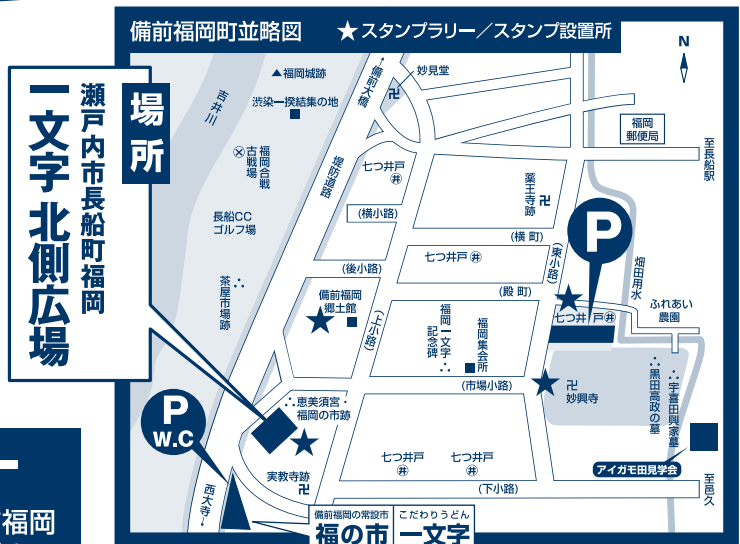 備前福岡町並略図 ★スタンプラリー／スタンプ設置所
N
場所
瀬戸内市長船町福岡
一文字 北側広場
吉井川
▲福岡城跡
渋染一揆結集の地
福岡合戦
古戦場
長船CC
ゴルフ場
茶屋市場跡
↑備前大橋
堤防道路
妙見堂
卍
七つ井戸
井
(横小路)
薬王寺跡
卍
福岡
郵便局
至長船駅
(横町)
P
(後小路)
七つ井戸 井
(東小路)
(殿町)
畑田用水
備前福岡
郷土館
(上小路)
福岡一文字
記念碑
福岡集会所
七つ井戸 井
ふれあい
農園
(市場小路)
卍
妙興寺
黒田高政の墓
宇喜田興家墓
アイガモ田見学会
P
W.C
恵美須宮・
福岡の市跡
実教寺跡
卍
七つ井戸
井
七つ井戸
井
(下小路)
至邑久
西大寺↓
備前福岡の常設市
福の市
こだわりうどん
一文字
福岡